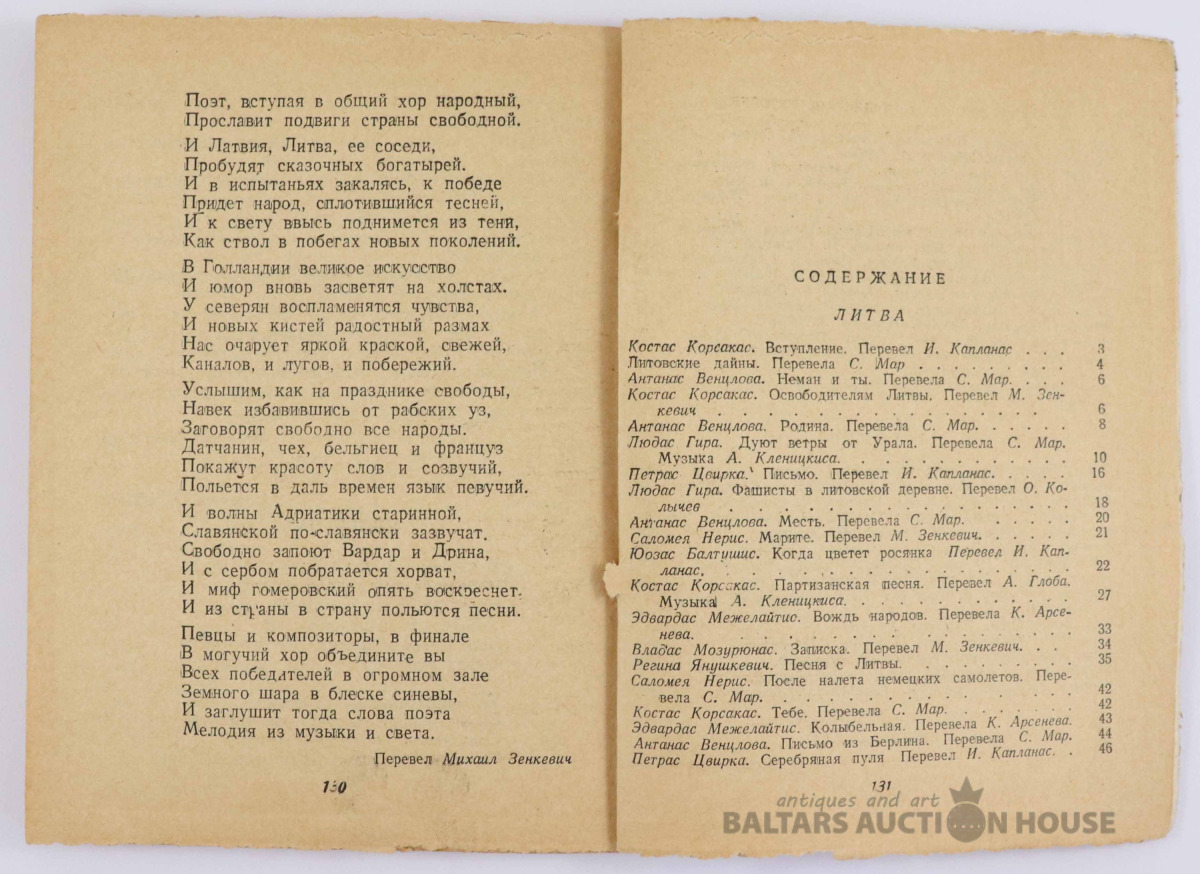 Поэт, вступая в общий хор народный,
Прославит подвиги страны свободной.
И Латвия, Литва, ее соседи,
Пробудят сказочных богатырей.
И в испытаньях закалясь, к победе
Придет народ, сплотившийся тесней,
И к свету ввысь поднимется из тени,
Как ствол в побегах новых поколений.
В Голландии великое искусство
И юмор вновь засветят на холстах.
У северян воспламенятся чувства,
И новых кистей радостный размах
Нас очарует яркой краской, свежей,
Каналов, и лугов, и побережий.
Услышим, как на празднике свободы,
Навек избавившись от рабских уз,
Заговорят свободно все народы.
Датчанин, чех, бельгиец и француз
Покажут красоту слов и созвучий,
Польется в даль времен язык певучий.
И волны Адриатики старинной,
Славянской по-славянски зазвучат.
Свободно запоют Вардар и Дрина,
И с сербом побратается хорват,
И миф гомеровский опять воскреснет.
И из страны в страну польются песни.
Певцы и композиторы, в финале
В могучий хор объедините вы
Всех победителей в огромном зале
Земного шара в блеске синевы,
И заглушит тогда слова поэта
Мелодия из музыки и света.
Перевел Михаил Зенкевич
130
СОДЕРЖАНИЕ
ЛИТВА
Костас Корсакас. Вступление. Перевел И. Капланас . . . 3
Литовские дайны. Перевела С. Мар . . . . . . . . . 4
Антанас Венцлова. Неман и ты. Перевела С. Мар. . . . 6
Костас Корсакас. Освободителям Литвы. Перевел М. Зен-
кевич . . . . . . . . . . . . . . . . . 6
Антанас Венцлова. Родина. Перевела С. Мар. . . . . . 8
Людас Гира. Дуют ветры от Урала. Перевела С. Мар.
Музыка А. Кленицкиса. . . . . . . . . . . . 10
Петрас Цвирка. Письмо. Перевел И. Капланас. . . . . 16
Людас Гира. Фашисты в литовской деревне. Перевел О. Ко-
лычев . . . . . . . . . . . . . . . . . 18
Антанас Венцлова. Месть. Перевела С. Мар. . . . . . 20
Саломея Нерис. Марите. Перевел М. Зенкевич. . . . . . 21
Юозас Балтушис. Когда цветет росянка Перевел И. Кап-
ланас. . . . . . . . . . . . . . . . . . 22
Костас Корсакас. Партизанская песня. Перевел А. Глоба.
Музыка А. Кленицкиса. . . . . . . . . . . . 27
Эдвардас Межелайтис. Вождь народов. Перевела К. Арсе-
нева. . . . . . . . . . . . . . . . . . 33
Владас Мозурюнас. Записка. Перевел М. Зенкевич. . . 34
Регина Янушкевич. Песня с Литвы. . . . . . . . . 35
Саломея Нерис. После налета немецких самолетов. Пере-
вела С. Мар. . . . . . . . . . . . . . . . 42
Костас Корсакас. Тебе. Перевела С. Мар. . . . . . . 42
Эдвардас Межелайтис. Колыбельная. Перевела К. Арсенева. 43
Антанас Венцлова. Письмо из Берлина. Перевела С. Мар. 44
Петрас Цвирка. Серебряная пуля Перевел И. Капланас. . 46
131
antiques and art
BALTARS AUCTION HOUSE